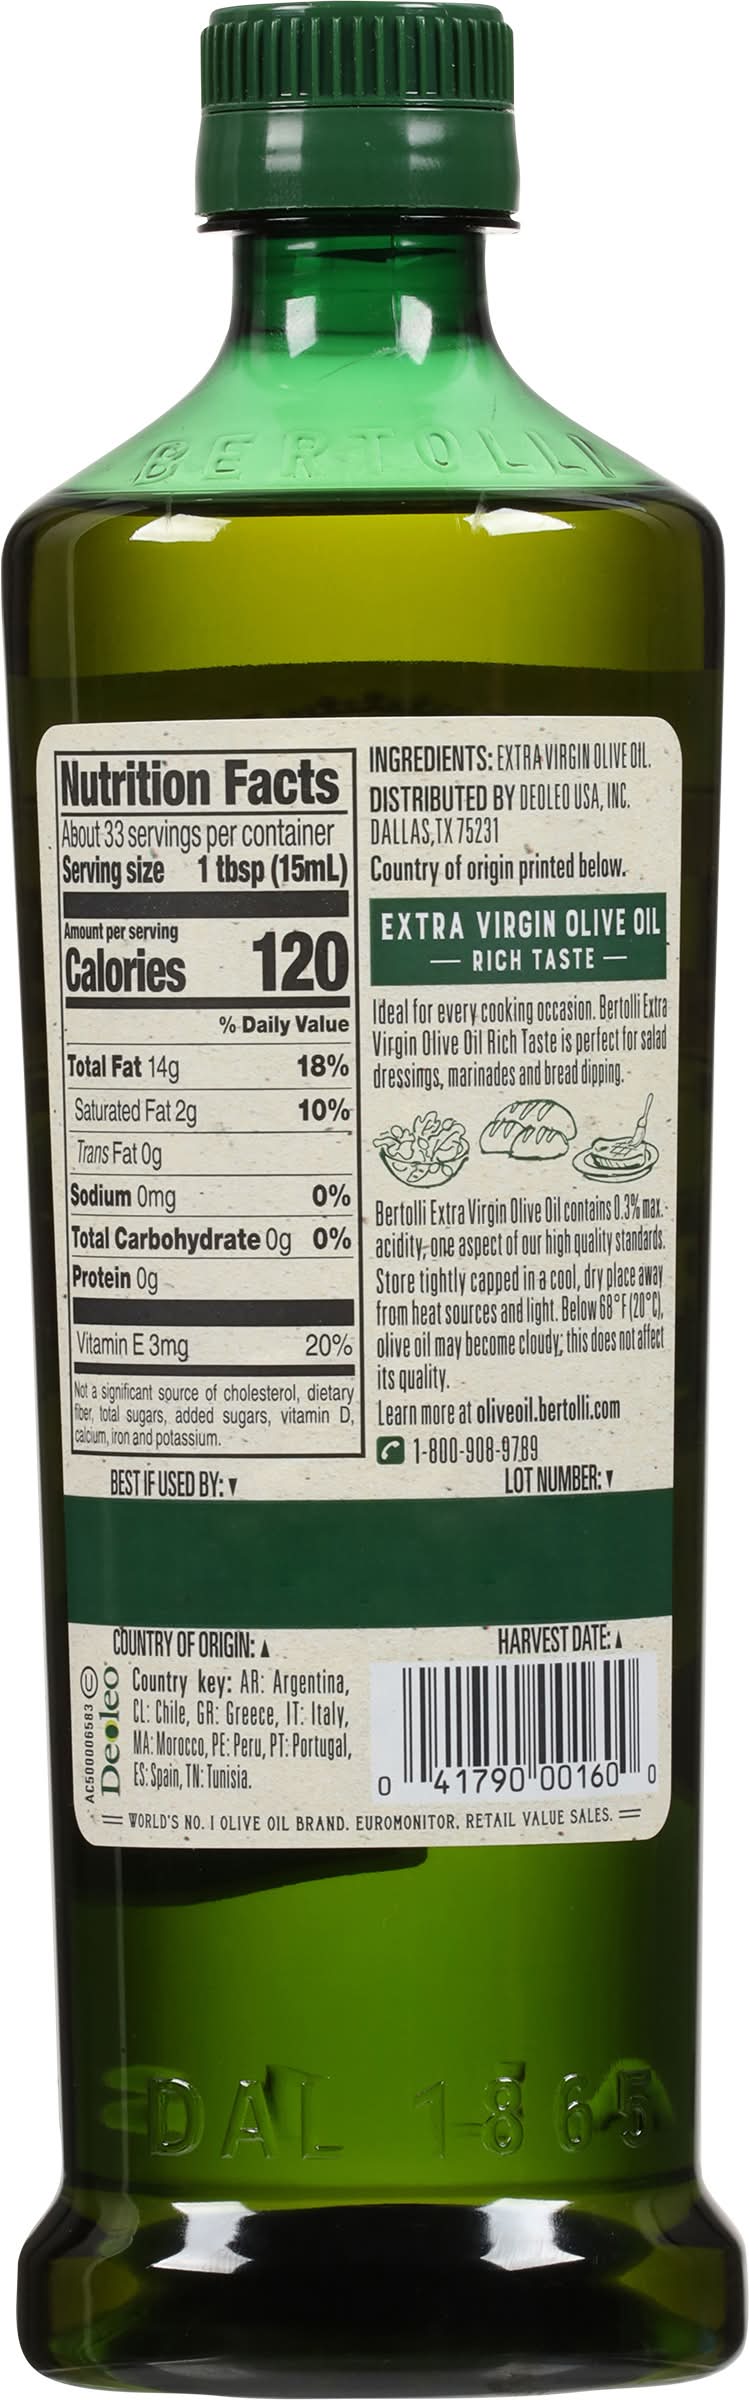 BERTOLLI
Nutrition Facts
About 33 servings per container
Serving size 1 tbsp (15mL)
Amount per serving
Calories 120
% Daily Value
Total Fat 14g 18%
Saturated Fat 2g 10%
Trans Fat 0g
Sodium 0mg 0%
Total Carbohydrate 0g 0%
Protein 0g
Vitamin E 3mg 20%
Not a significant source of cholesterol, dietary
fiber, total sugars, added sugars, vitamin D,
calcium, iron and potassium.
INGREDIENTS: EXTRA VIRGIN OLIVE OIL.
DISTRIBUTED BY DEOLEO USA, INC.
DALLAS,TX 75231
Country of origin printed below.
EXTRA VIRGIN OLIVE OIL
— RICH TASTE —
Ideal for every cooking occasion. Bertolli Extra
Virgin Olive Oil Rich Taste is perfect for salad
dressings, marinades and bread dipping.
Bertolli Extra Virgin Olive Oil contains 0.3% max.
acidity, one aspect of our high quality standards.
Store tightly capped in a cool, dry place away
from heat sources and light. Below 68°F (20°C),
olive oil may become cloudy; this does not affect
its quality.
Learn more at oliveoil.bertolli.com
1-800-908-9789
BEST IF USED BY:▼ LOT NUMBER:▼
COUNTRY OF ORIGIN:▲ HARVEST DATE:▲
AC500006583 ©
Deoleo
Country key: AR: Argentina,
CL: Chile, GR: Greece, IT: Italy,
MA: Morocco, PE: Peru, PT: Portugal,
ES: Spain, TN: Tunisia.
0 41790 00160 0
WORLD'S NO. 1 OLIVE OIL BRAND. EUROMONITOR, RETAIL VALUE SALES.
DAL 1865